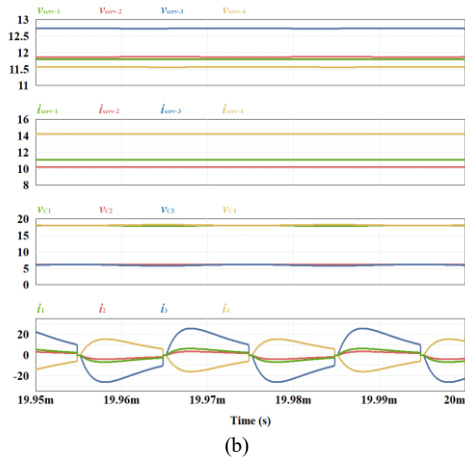 vserv-1 vserv-2 vserv-3 vserv-4
13
12.5
12
11.5
11
iserv-1 iserv-2 iserv-3 iserv-4
16
14
12
10
8
vC1 vC2 vC3 vC4
20
15
10
5
0
i1 i2 i3 i4
20
0
-20
19.95m 19.96m 19.97m 19.98m 19.99m 20m
Time (s)
(b)